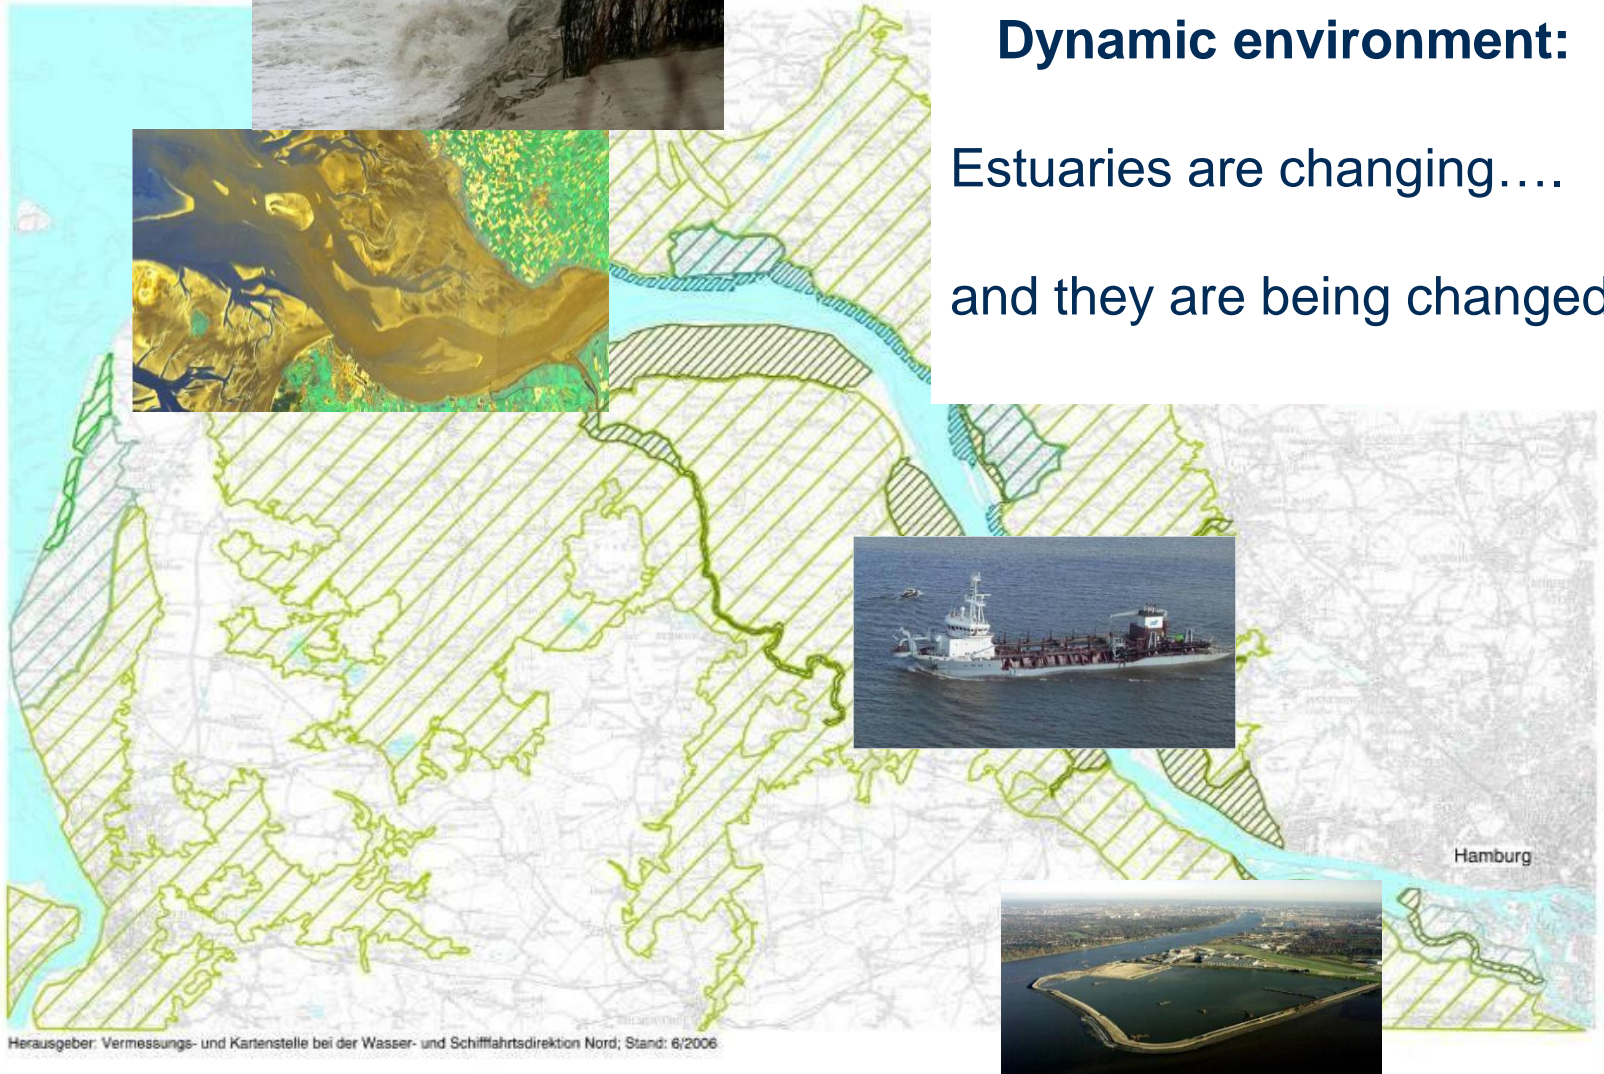 Dynamic environment:
Estuaries are changing….
and they are being changed
Hamburg
Herausgeber: Vermessungs- und Kartenstelle bei der Wasser- und Schifffahrtsdirektion Nord; Stand: 6/2006